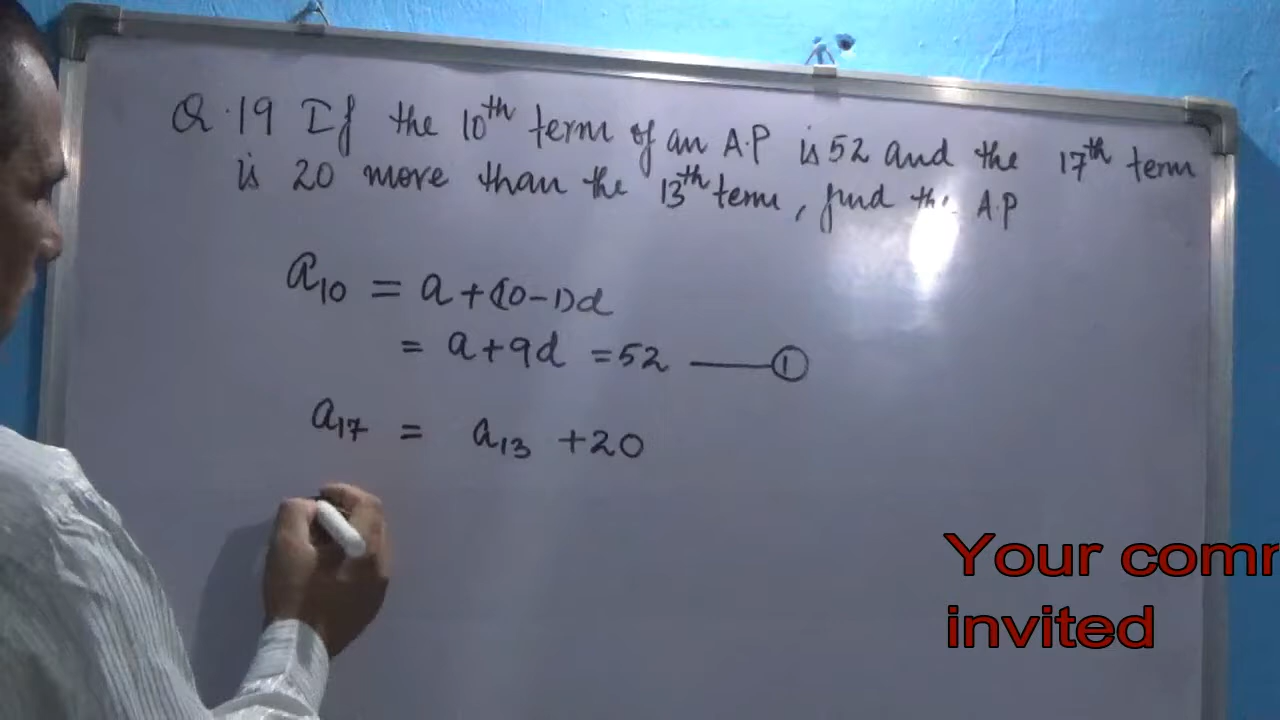 Q.19 If the 10th term of an A.P is 52 and the 17th term
is 20 more than the 13th term, find the A.P
a10 = a + (10-1)d
= a + 9d = 52 ——①
a17 = a13 + 20
Your comm
invited